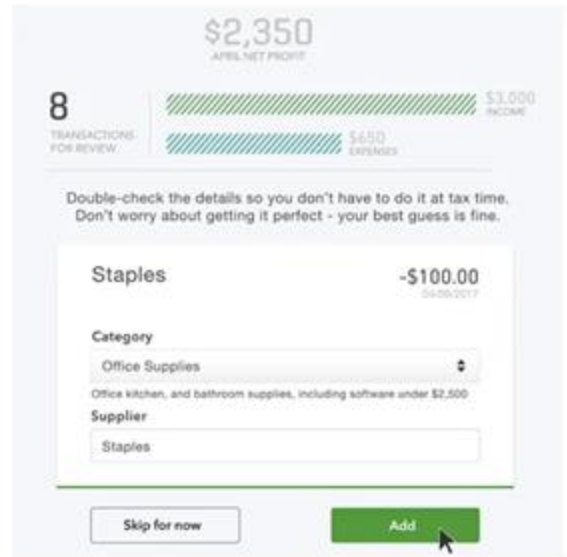 $2,350
APRIL NET PROFIT
8
TRANSACTIONS
FOR REVIEW
$3,000
INCOME
$650
EXPENSES
Double-check the details so you don't have to do it at tax time.
Don't worry about getting it perfect - your best guess is fine.
Staples
-$100.00
Category
Office Supplies
Office kitchen, and bathroom supplies, including software under $2,500
Supplier
Staples
Skip for now
Add